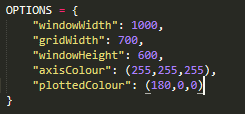 OPTIONS = {
    "windowWidth": 1000,
    "gridWidth": 700,
    "windowHeight": 600,
    "axisColour": (255,255,255),
    "plottedColour": (180,0,0)
}